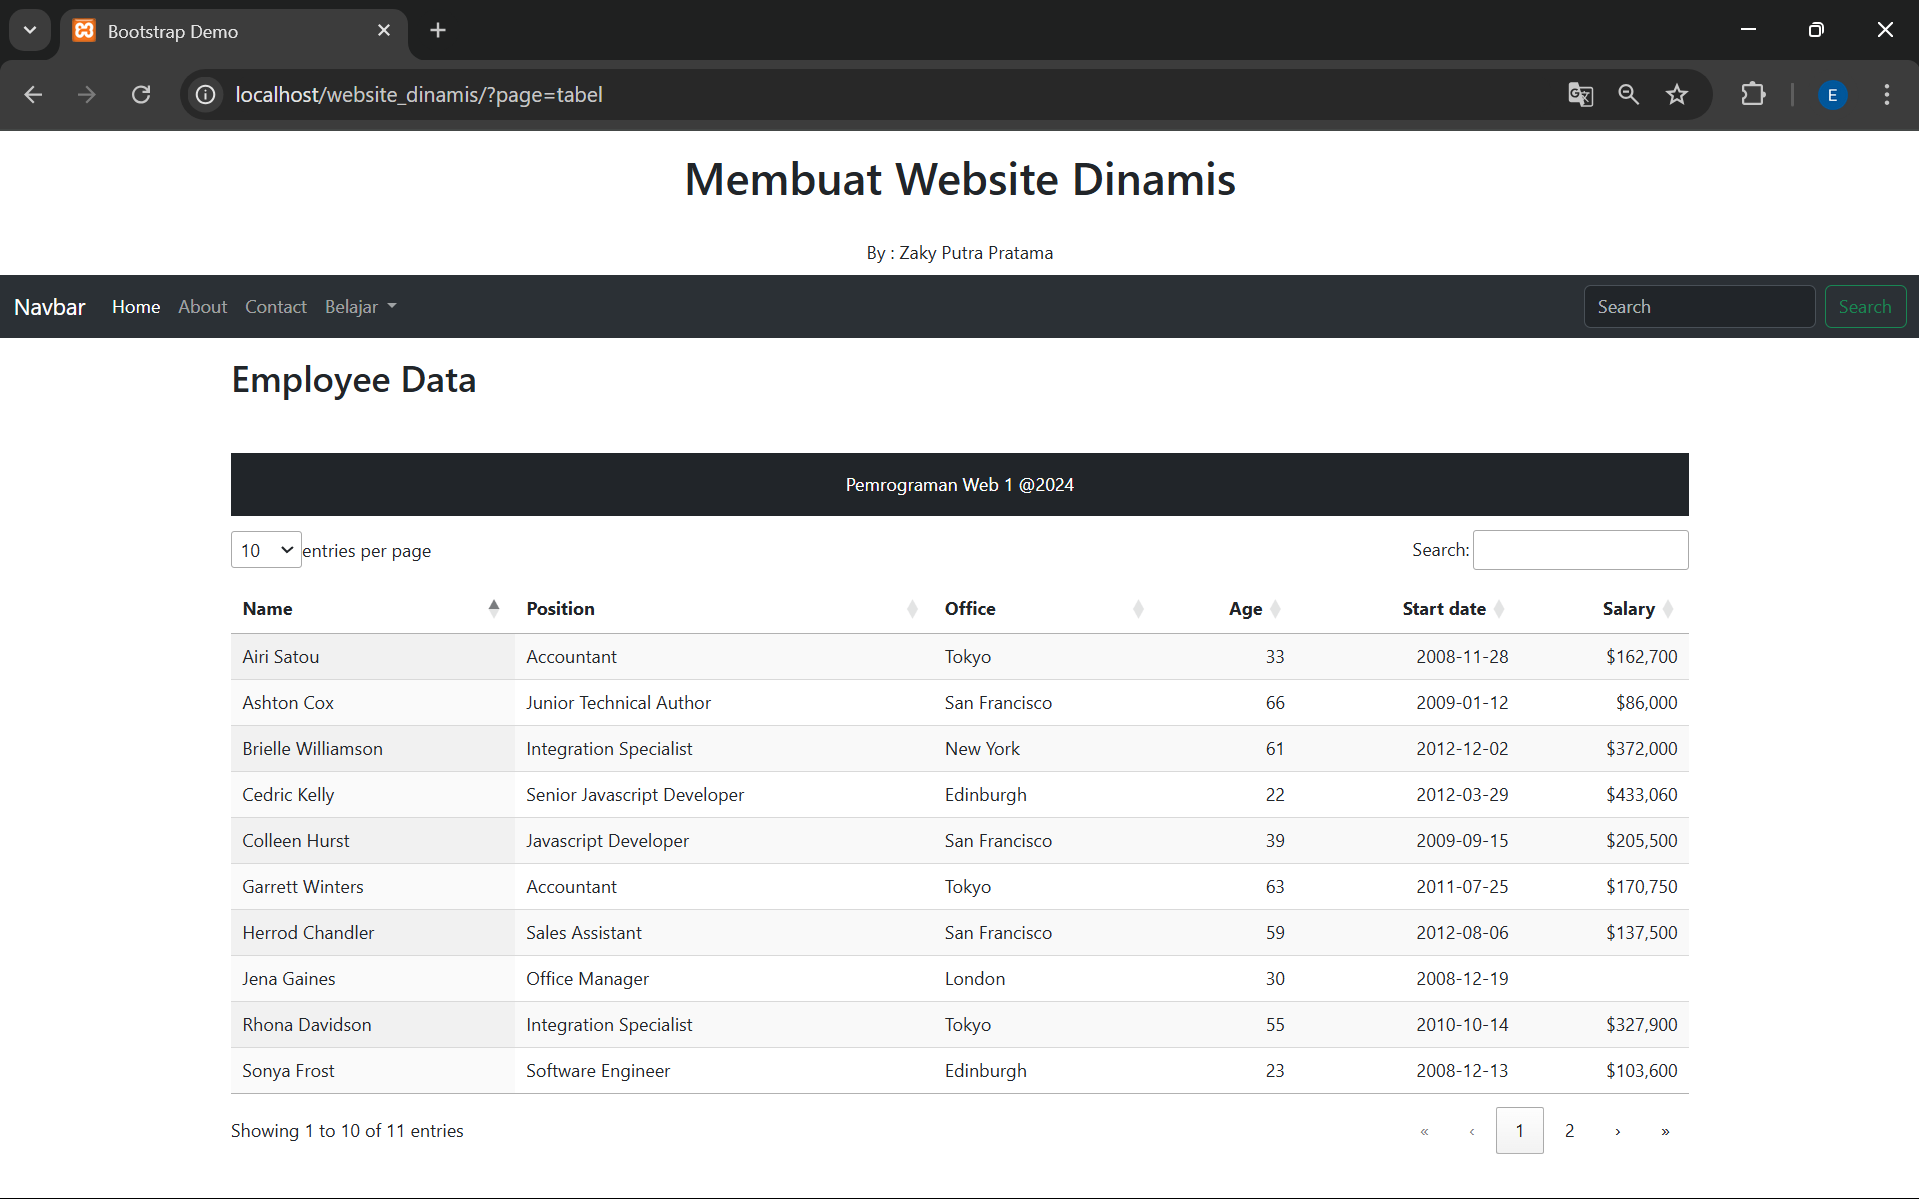 Bootstrap Demo
localhost/website_dinamis/?page=tabel
E
Membuat Website Dinamis
By : Zaky Putra Pratama
Navbar Home About Contact Belajar Search Search
Employee Data
Pemrograman Web 1 @2024
10 entries per page Search:
Name Position Office Age Start date Salary
Airi Satou Accountant Tokyo 33 2008-11-28 $162,700
Ashton Cox Junior Technical Author San Francisco 66 2009-01-12 $86,000
Brielle Williamson Integration Specialist New York 61 2012-12-02 $372,000
Cedric Kelly Senior Javascript Developer Edinburgh 22 2012-03-29 $433,060
Colleen Hurst Javascript Developer San Francisco 39 2009-09-15 $205,500
Garrett Winters Accountant Tokyo 63 2011-07-25 $170,750
Herrod Chandler Sales Assistant San Francisco 59 2012-08-06 $137,500
Jena Gaines Office Manager London 30 2008-12-19
Rhona Davidson Integration Specialist Tokyo 55 2010-10-14 $327,900
Sonya Frost Software Engineer Edinburgh 23 2008-12-13 $103,600
Showing 1 to 10 of 11 entries « ‹ 1 2 › »